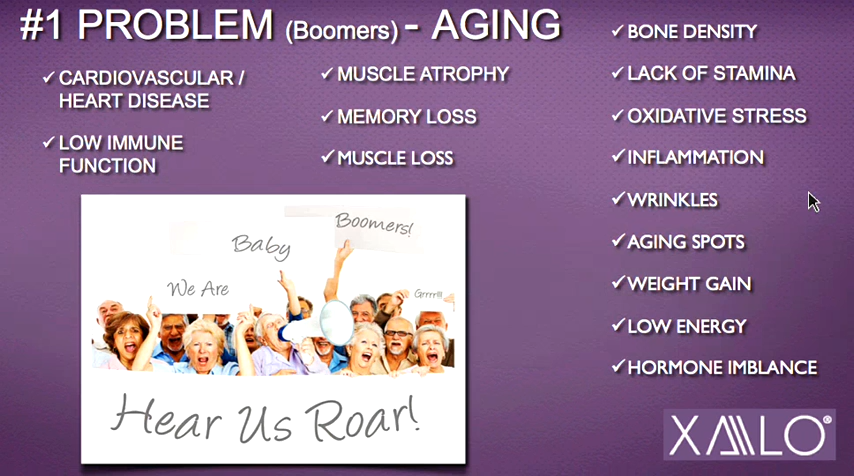 #1 PROBLEM (Boomers) - AGING
✓ CARDIOVASCULAR /
HEART DISEASE
✓ LOW IMMUNE
FUNCTION
✓ MUSCLE ATROPHY
✓ MEMORY LOSS
✓ MUSCLE LOSS
✓ BONE DENSITY
✓ LACK OF STAMINA
✓ OXIDATIVE STRESS
✓ INFLAMMATION
✓ WRINKLES
✓ AGING SPOTS
✓ WEIGHT GAIN
✓ LOW ENERGY
✓ HORMONE IMBLANCE
We Are
Baby
Boomers!
Grrrr!!!
Hear Us Roar!